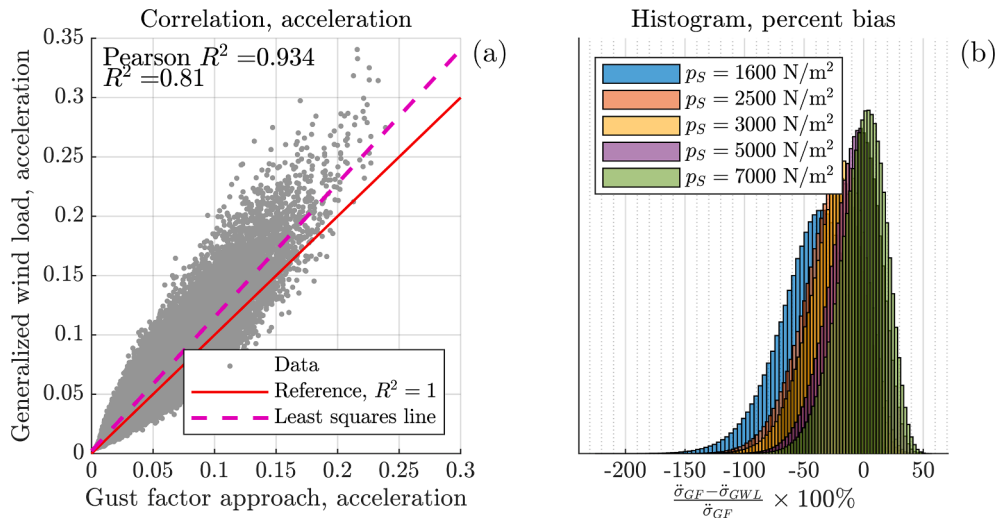 Correlation, acceleration
(a)
Pearson R² =0.934
R² =0.81
Generalized wind load, acceleration
0.35
0.3
0.25
0.2
0.15
0.1
0.05
0
Data
Reference, R² = 1
Least squares line
0 0.05 0.1 0.15 0.2 0.25 0.3
Gust factor approach, acceleration
Histogram, percent bias
(b)
p_S = 1600 N/m²
p_S = 2500 N/m²
p_S = 3000 N/m²
p_S = 5000 N/m²
p_S = 7000 N/m²
-200 -150 -100 -50 0 50
(σ̈_GF − σ̈_GWL)/σ̈_GF × 100%